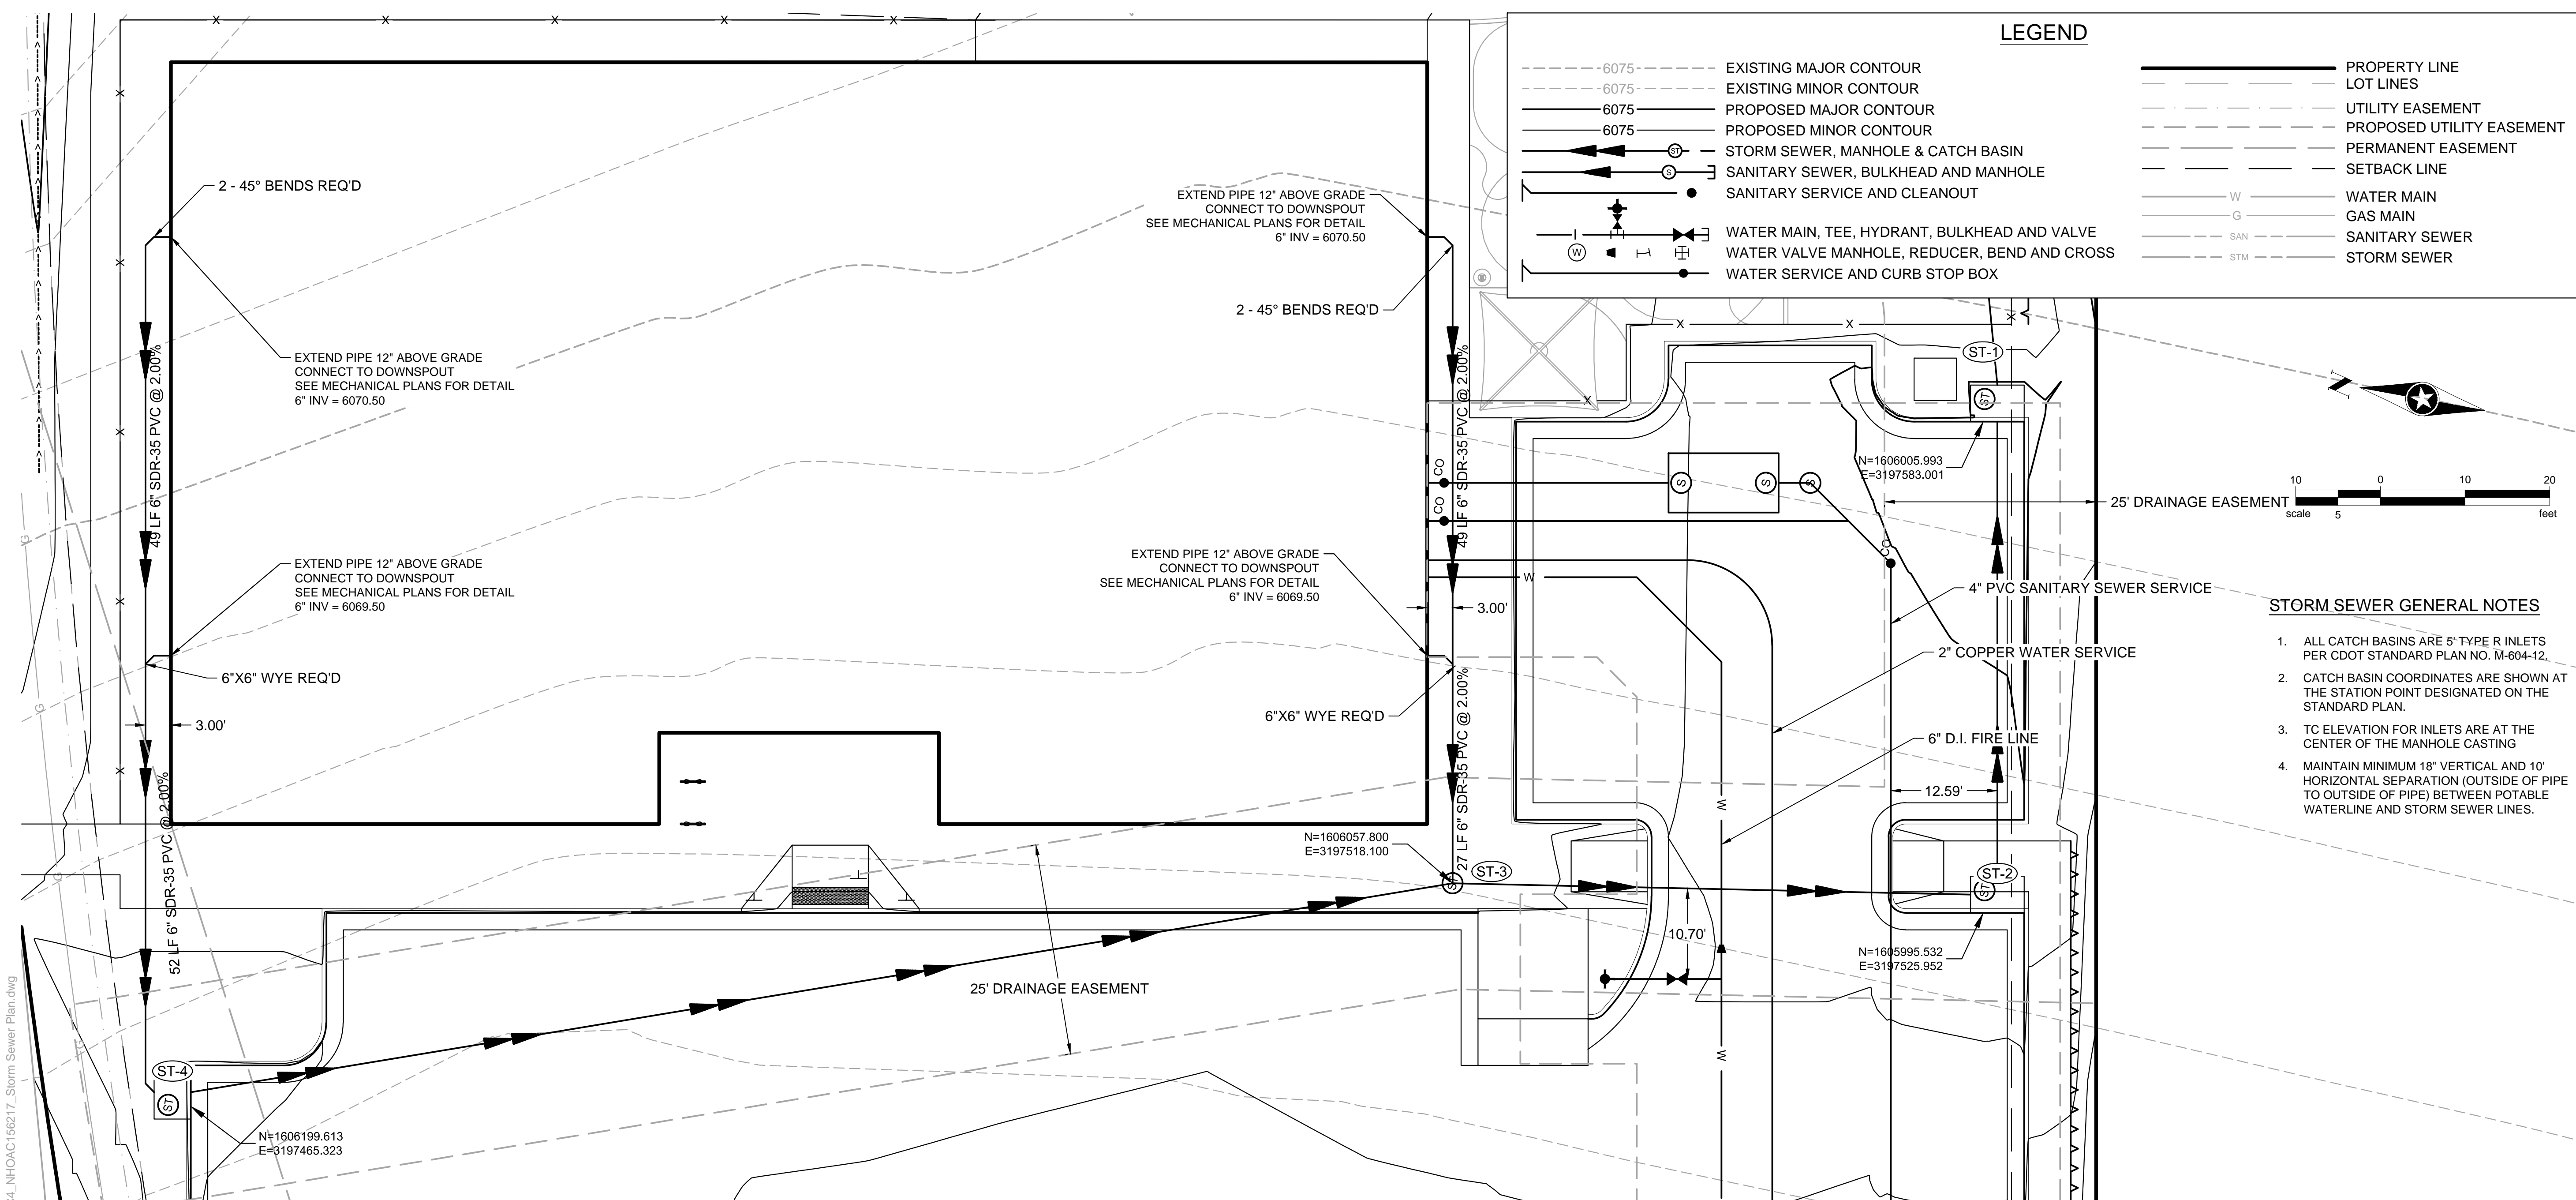 LEGEND
6075 EXISTING MAJOR CONTOUR
6075 EXISTING MINOR CONTOUR
6075 PROPOSED MAJOR CONTOUR
6075 PROPOSED MINOR CONTOUR
ST STORM SEWER, MANHOLE & CATCH BASIN
S SANITARY SEWER, BULKHEAD AND MANHOLE
SANITARY SERVICE AND CLEANOUT
WATER MAIN, TEE, HYDRANT, BULKHEAD AND VALVE
W WATER VALVE MANHOLE, REDUCER, BEND AND CROSS
WATER SERVICE AND CURB STOP BOX
PROPERTY LINE
LOT LINES
UTILITY EASEMENT
PROPOSED UTILITY EASEMENT
PERMANENT EASEMENT
SETBACK LINE
W WATER MAIN
G GAS MAIN
SAN SANITARY SEWER
STM STORM SEWER
2 - 45° BENDS REQ'D
EXTEND PIPE 12" ABOVE GRADE
CONNECT TO DOWNSPOUT
SEE MECHANICAL PLANS FOR DETAIL
6" INV = 6070.50
49 LF 6" SDR-35 PVC @ 2.00%
EXTEND PIPE 12" ABOVE GRADE
CONNECT TO DOWNSPOUT
SEE MECHANICAL PLANS FOR DETAIL
6" INV = 6069.50
6"X6" WYE REQ'D
3.00'
52 LF 6" SDR-35 PVC @ 2.00%
ST-4
ST
N=1606199.613
E=3197465.323
EXTEND PIPE 12" ABOVE GRADE
CONNECT TO DOWNSPOUT
SEE MECHANICAL PLANS FOR DETAIL
6" INV = 6070.50
2 - 45° BENDS REQ'D
49 LF 6" SDR-35 PVC @ 2.00%
CO
CO
EXTEND PIPE 12" ABOVE GRADE
CONNECT TO DOWNSPOUT
SEE MECHANICAL PLANS FOR DETAIL
6" INV = 6069.50
3.00'
6"X6" WYE REQ'D
27 LF 6" SDR-35 PVC @ 2.00%
N=1606057.800
E=3197518.100
ST-3
ST
25' DRAINAGE EASEMENT
S
S
S
W
W
W
CO
ST-1
ST
N=1606005.993
E=3197583.001
25' DRAINAGE EASEMENT
4" PVC SANITARY SEWER SERVICE
2" COPPER WATER SERVICE
6" D.I. FIRE LINE
12.59'
ST-2
ST
10.70'
N=1605995.532
E=3197525.952
N
10 0 10 20
scale 5 feet
STORM SEWER GENERAL NOTES
1. ALL CATCH BASINS ARE 5' TYPE R INLETS
PER CDOT STANDARD PLAN NO. M-604-12.
2. CATCH BASIN COORDINATES ARE SHOWN AT
THE STATION POINT DESIGNATED ON THE
STANDARD PLAN.
3. TC ELEVATION FOR INLETS ARE AT THE
CENTER OF THE MANHOLE CASTING
4. MAINTAIN MINIMUM 18" VERTICAL AND 10'
HORIZONTAL SEPARATION (OUTSIDE OF PIPE
TO OUTSIDE OF PIPE) BETWEEN POTABLE
WATERLINE AND STORM SEWER LINES.
G
G
G
G
X
X
X
X
X
X
X
X
X
X
X
X
X
X
4_NHOAC156217_Storm Sewer Plan.dwg